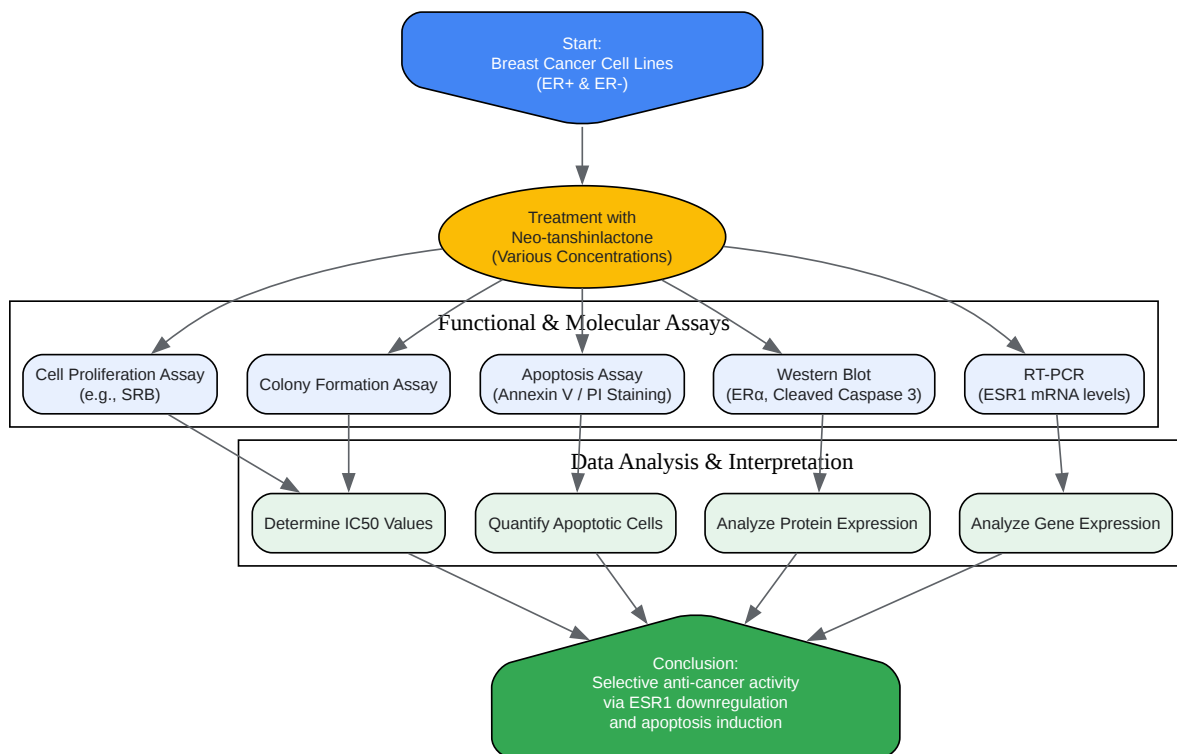 Start:
Breast Cancer Cell Lines
(ER+ & ER-)
Treatment with
Neo-tanshinlactone
(Various Concentrations)
Functional & Molecular Assays
Cell Proliferation Assay
(e.g., SRB)
Colony Formation Assay
Apoptosis Assay
(Annexin V / PI Staining)
Western Blot
(ERα, Cleaved Caspase 3)
RT-PCR
(ESR1 mRNA levels)
Data Analysis & Interpretation
Determine IC50 Values
Quantify Apoptotic Cells
Analyze Protein Expression
Analyze Gene Expression
Conclusion:
Selective anti-cancer activity
via ESR1 downregulation
and apoptosis induction